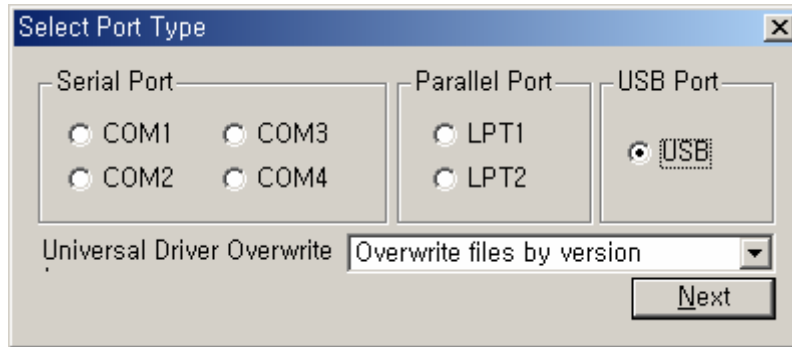 Select Port Type
Serial Port
COM1 COM3
COM2 COM4
Parallel Port
LPT1
LPT2
USB Port
USB
Universal Driver Overwrite Overwrite files by version
Next